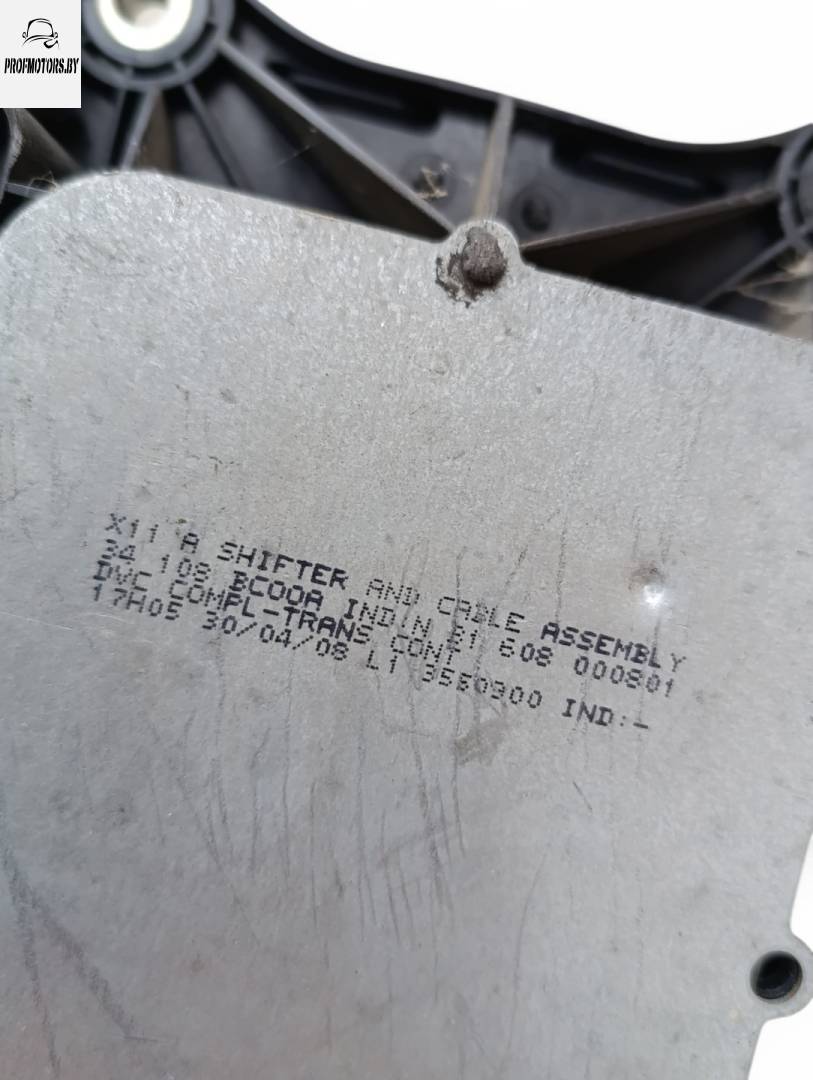 PROFMOTORS.BY
X11 A SHIFTER AND CABLE ASSEMBLY
34 108 BC00A IND:N 21 608 000801
DVC COMPL-TRANS CONT
17H05 30/04/08 L1 3550900 IND:-